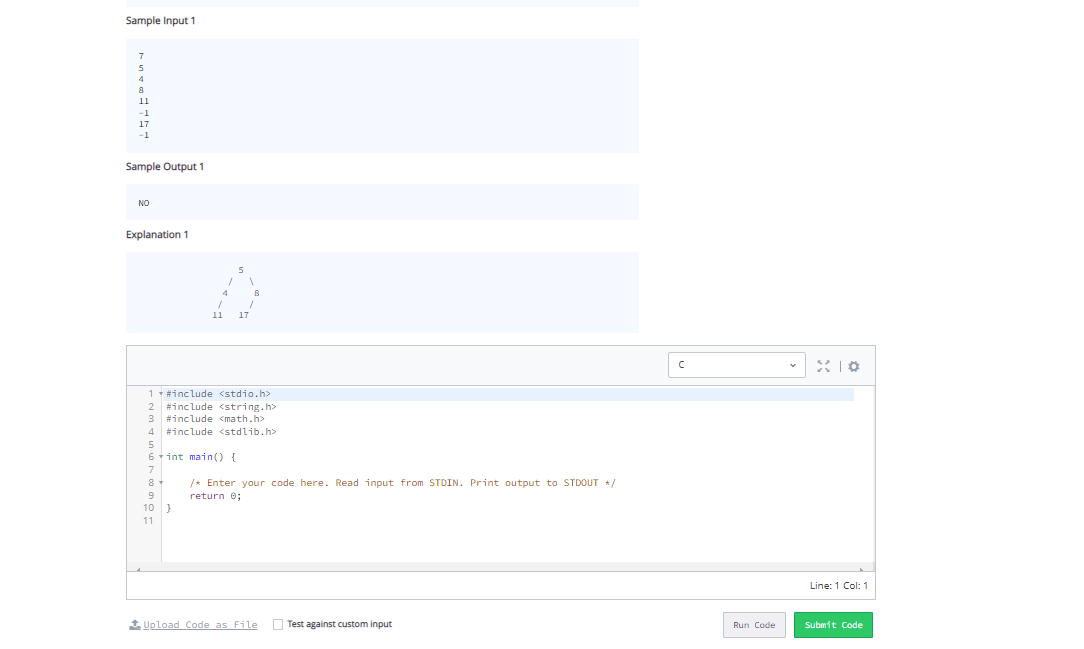 Sample Input 1
7
5
4
8
11
-1
17
-1
Sample Output 1
NO
Explanation 1
5
/ \
4 8
/ /
11 17
C
|
1 #include <stdio.h>
2 #include <string.h>
3 #include <math.h>
4 #include <stdlib.h>
5
6 int main() {
7
8 /* Enter your code here. Read input from STDIN. Print output to STDOUT */
9 return 0;
10 }
11
Line: 1 Col: 1
Upload Code as File Test against custom input Run Code Submit Code